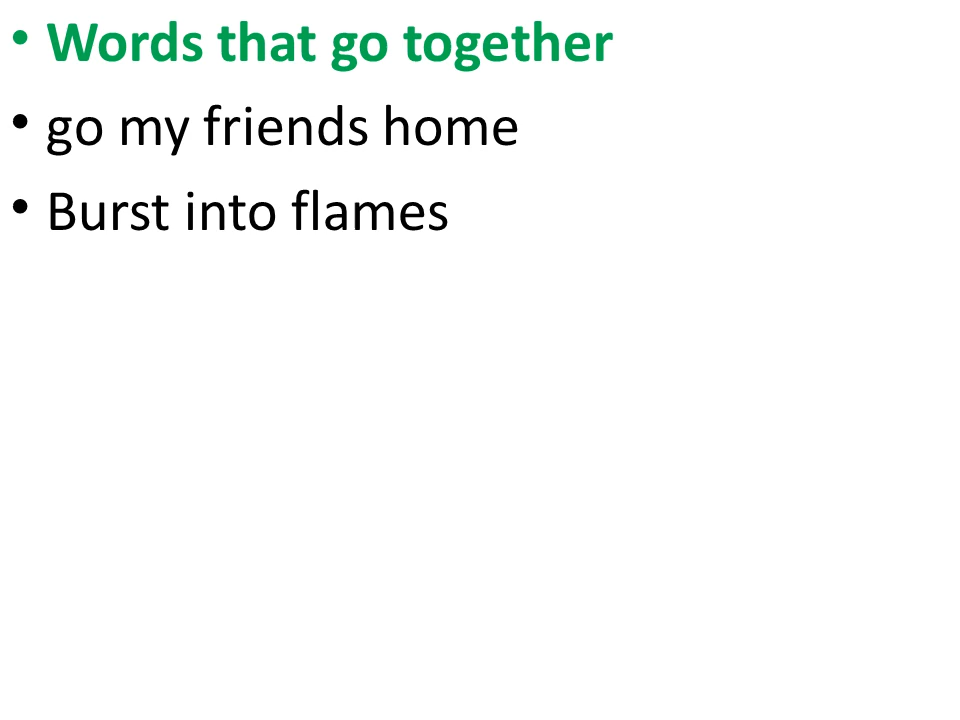 • Words that go together
• go my friends home
• Burst into flames